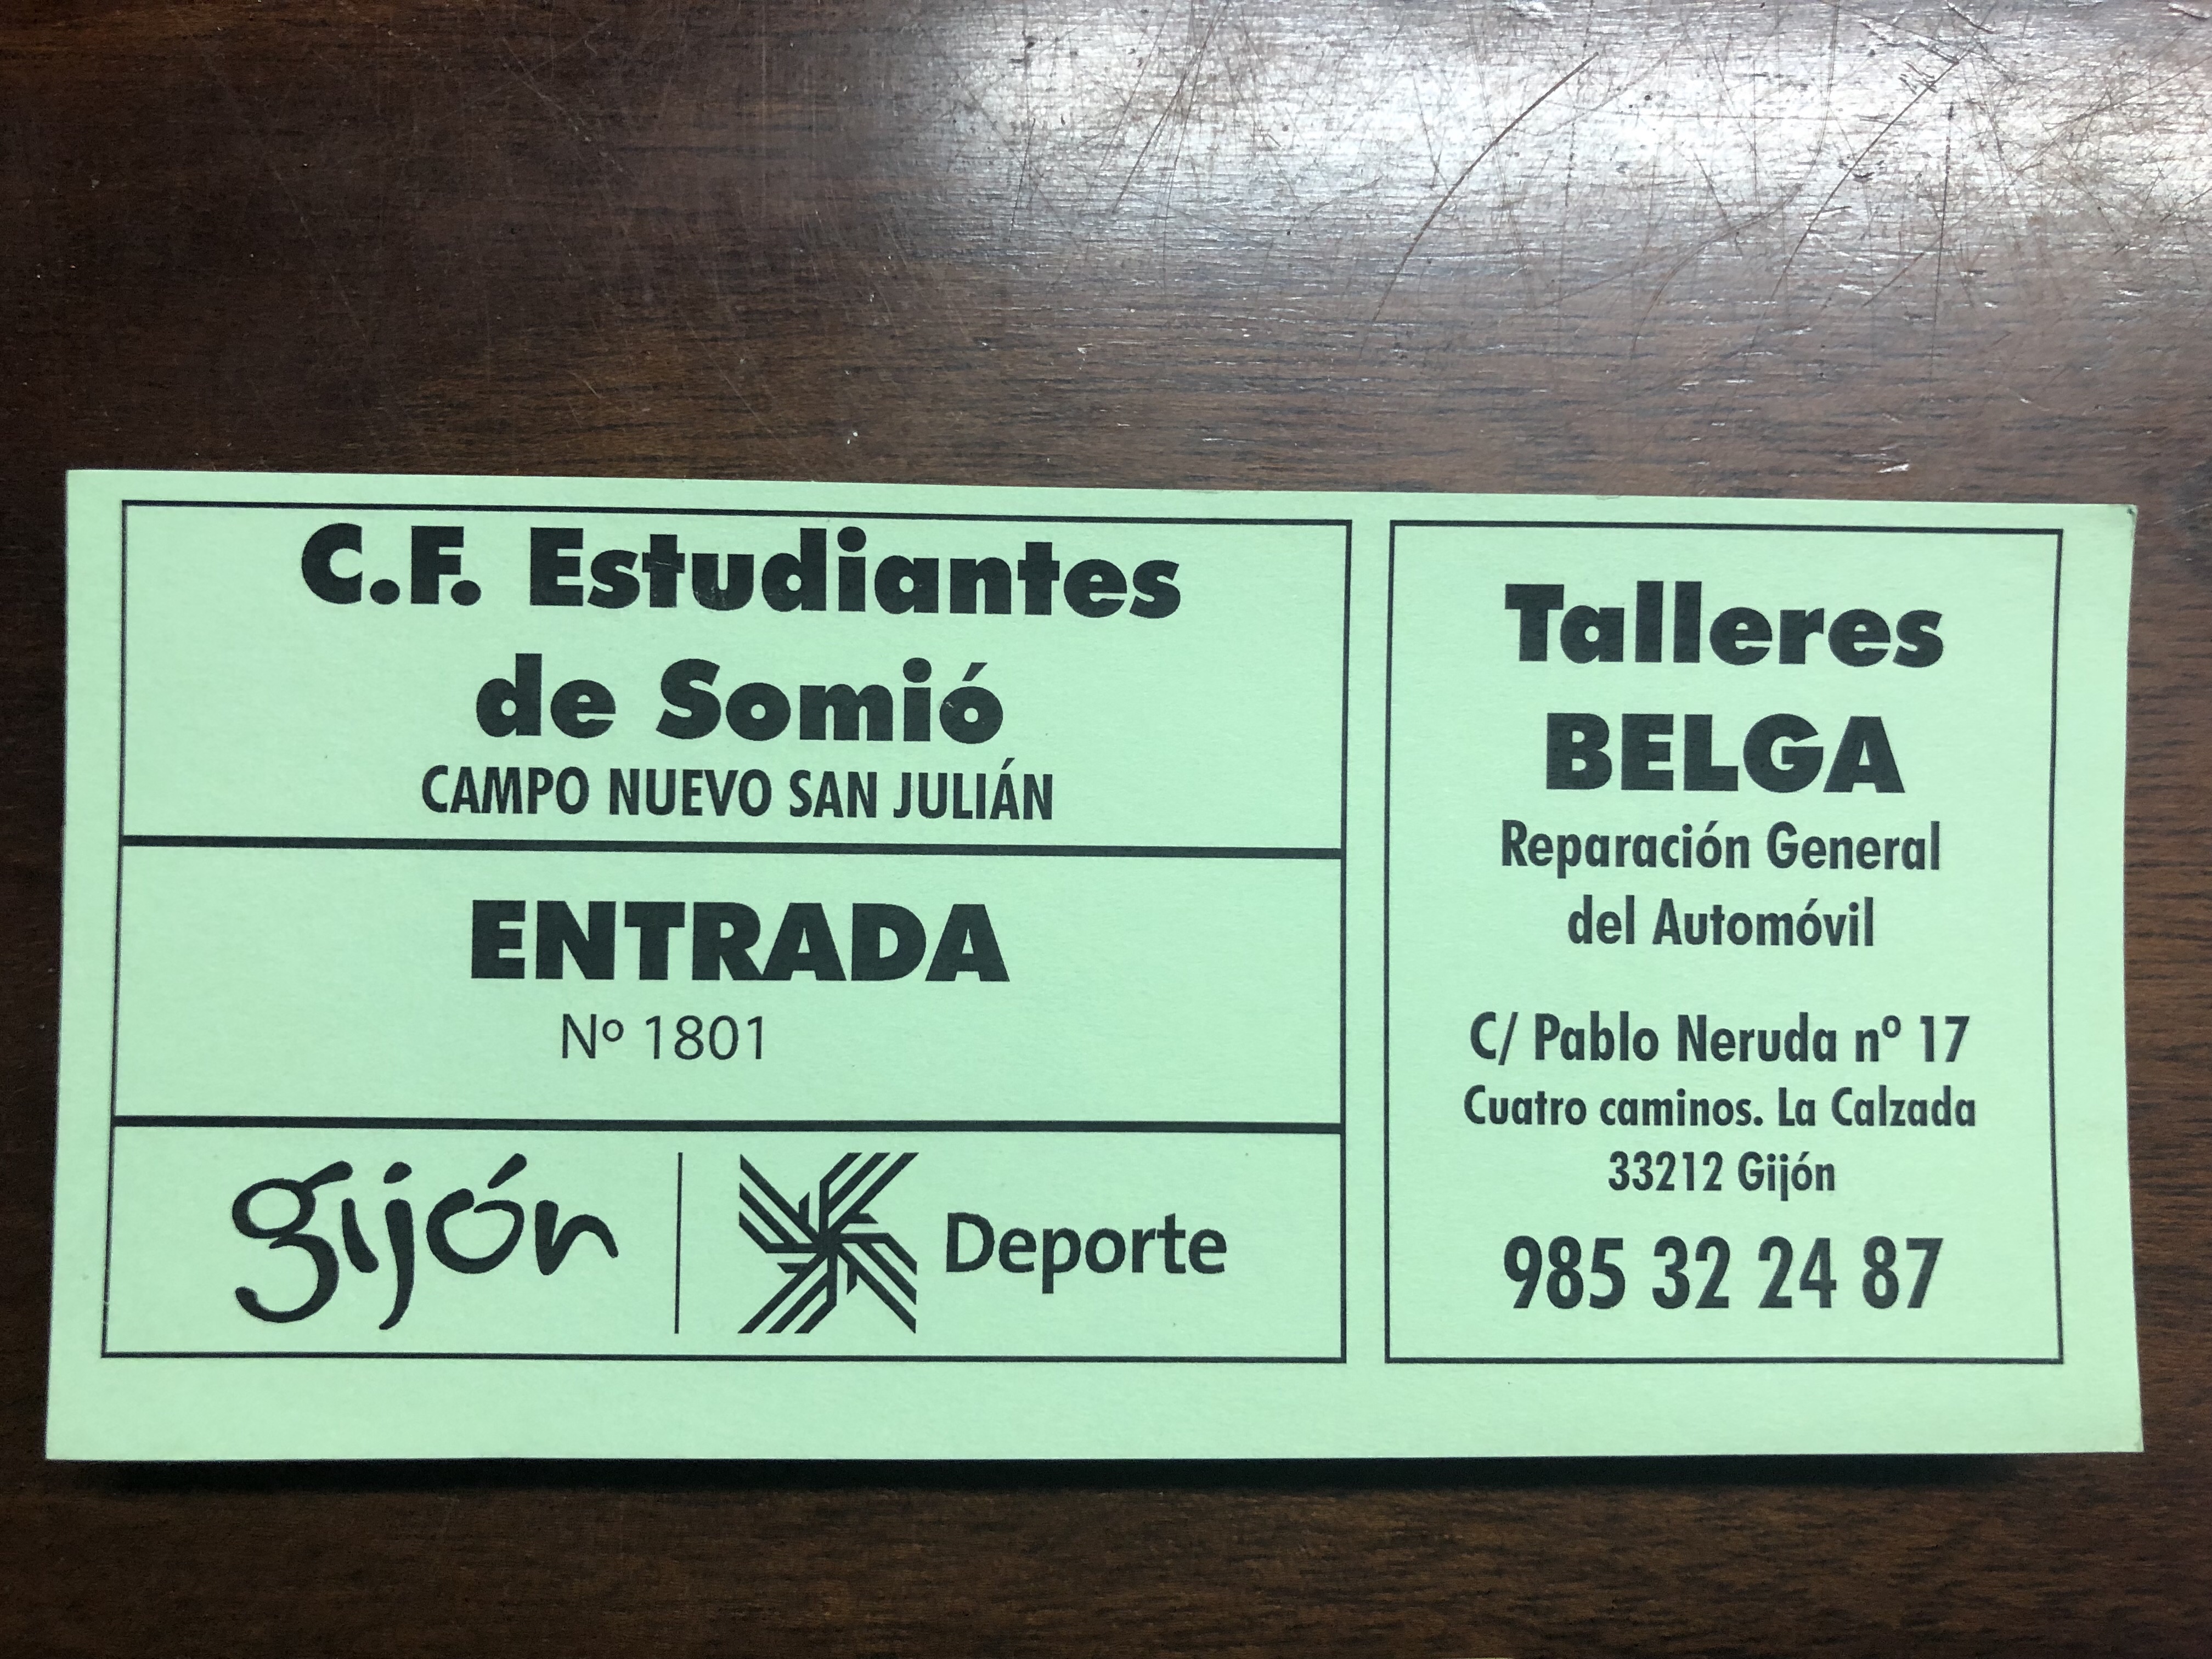 C.F. Estudiantes
de Somió
CAMPO NUEVO SAN JULIÁN
ENTRADA
Nº 1801
gijón
Deporte
Talleres
BELGA
Reparación General
del Automóvil
C/ Pablo Neruda nº 17
Cuatro caminos. La Calzada
33212 Gijón
985 32 24 87